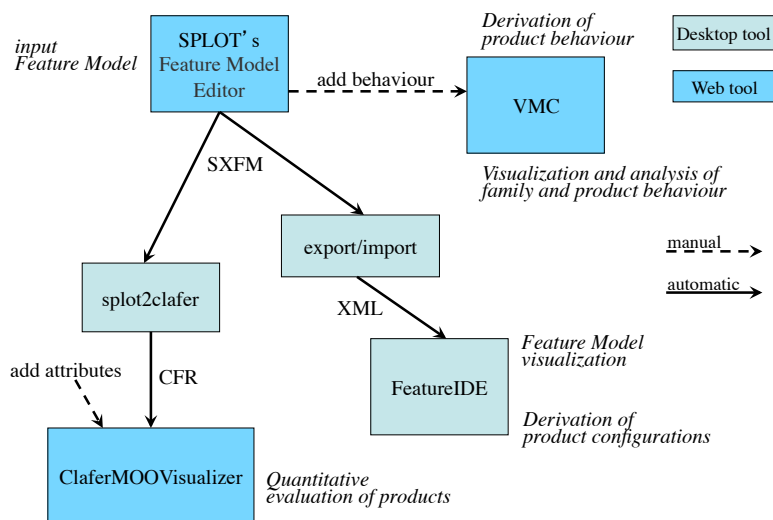 input
Feature Model
SPLOT's
Feature Model
Editor
add behaviour
Derivation of
product behaviour
VMC
Visualization and analysis of
family and product behaviour
Desktop tool
Web tool
SXFM
export/import
splot2clafer
XML
manual
automatic
Feature Model
visualization
FeatureIDE
Derivation of
product configurations
add attributes
CFR
ClaferMOOVisualizer
Quantitative
evaluation of products